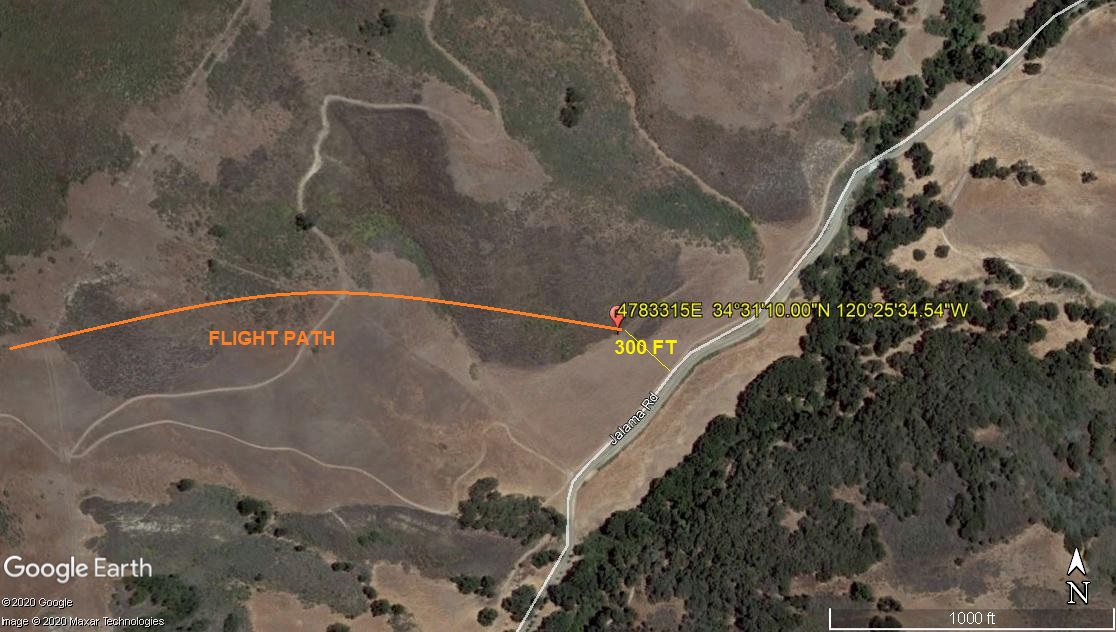 4783315E 34°31'10.00"N 120°25'34.54"W
FLIGHT PATH
300 FT
Jalama Rd
Google Earth
N
©2020 Google
Image © 2020 Maxar Technologies
1000 ft